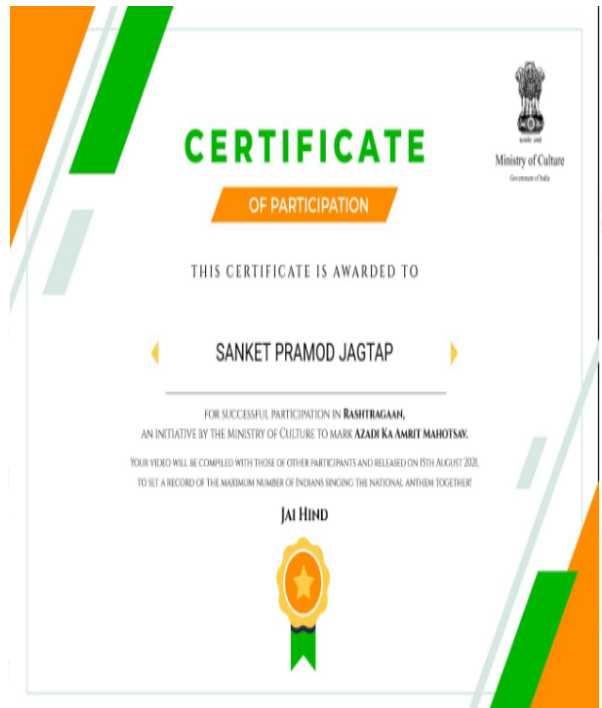 CERTIFICATE
OF PARTICIPATION
Ministry of Culture
Government of India
THIS CERTIFICATE IS AWARDED TO
SANKET PRAMOD JAGTAP
FOR SUCCESSFUL PARTICIPATION IN RASHTRAGAAN,
AN INITIATIVE BY THE MINISTRY OF CULTURE TO MARK AZADI KA AMRIT MAHOTSAV.
YOUR VIDEO WILL BE COMPILED WITH THOSE OF OTHER PARTICIPANTS AND RELEASED ON 15TH AUGUST 2021,
TO SET A RECORD OF THE MAXIMUM NUMBER OF INDIANS SINGING THE NATIONAL ANTHEM TOGETHER!
JAI HIND